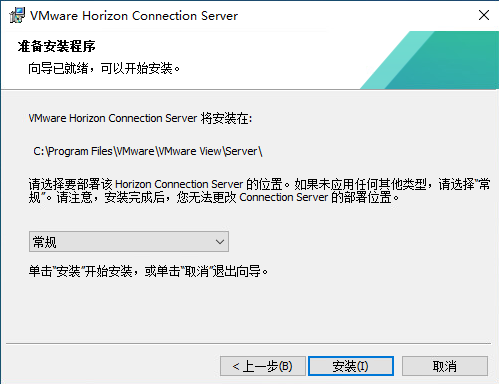 VMware Horizon Connection Server
准备安装程序
向导已就绪，可以开始安装。
VMware Horizon Connection Server 将安装在:
C:\Program Files\VMware\VMware View\Server\
请选择要部署该 Horizon Connection Server 的位置。如果未应用任何其他类型，请选择“常
规”。请注意，安装完成后，您无法更改 Connection Server 的部署位置。
常规
单击“安装”开始安装，或单击“取消”退出向导。
< 上一步(B) 安装(I) 取消